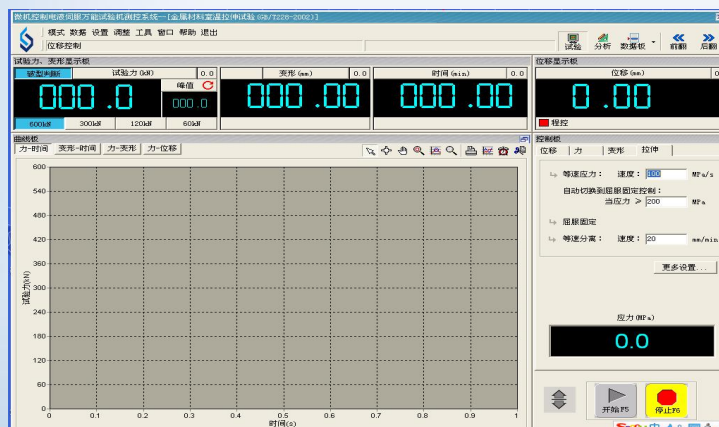 微机控制电液伺服万能试验机测控系统--[金属材料室温拉伸试验(GB/T228-2002)]
模式 数据 设置 调整 工具 窗口 帮助 退出
位移控制
试验 分析 数据板 前翻 后翻
试验力、变形显示板
破型判断 试验力(kN) 0.0
峰值
000.0
000.0
600kN 300kN 120kN 60kN
变形(mm) 0.0
000.00
时间(min) 0.0
000.00
位移显示板
位移(mm) 0
0.00
程控
曲线板
力-时间 变形-时间 力-变形 力-位移
试验力(kN)
600
540
480
420
360
300
240
180
120
60
0
0 0.1 0.2 0.3 0.4 0.5 0.6 0.7 0.8 0.9 1
时间(s)
控制板
位移 力 变形 拉伸
等速应力: 速度: 100 MPa/s
自动切换到屈服固定控制:
当应力 ≥ 200 MPa
屈服固定
等速分离: 速度: 20 mm/min
更多设置...
应力(MPa)
0.0
开始F5 停止F6
中